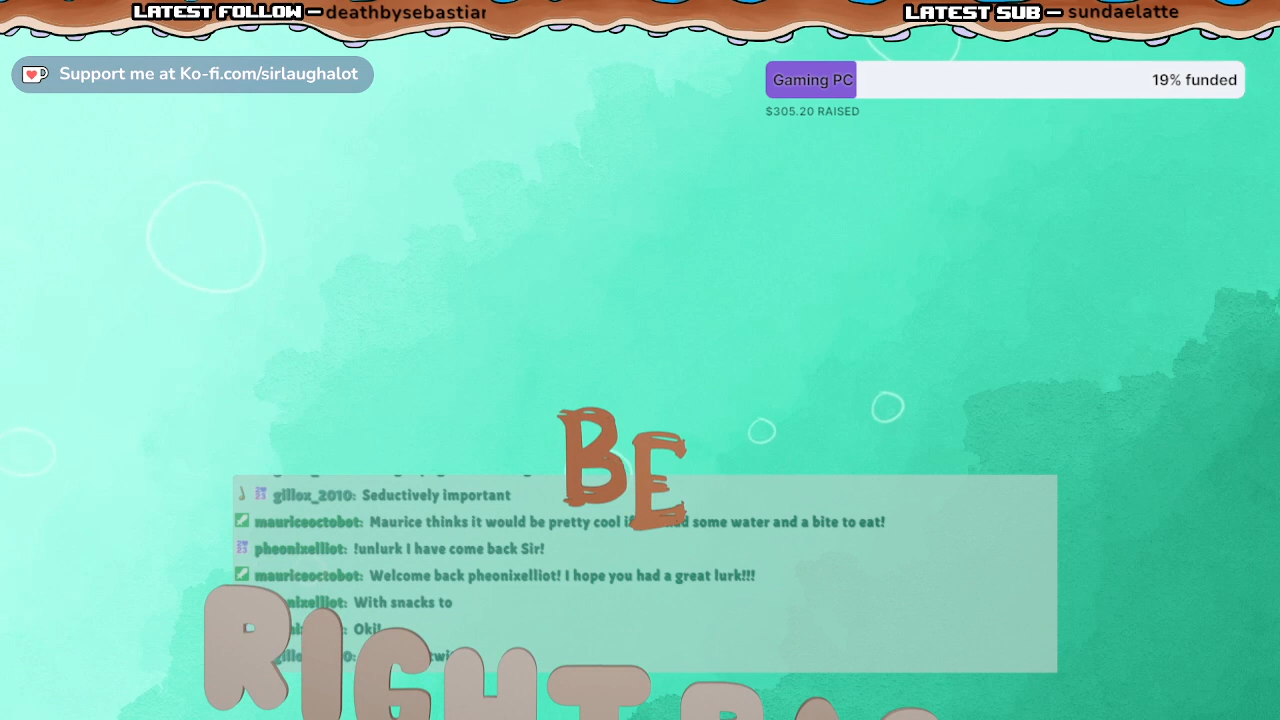 LATEST FOLLOW – deathbysebastian
LATEST SUB – sundaelatte
Support me at Ko-fi.com/sirlaughalot
Gaming PC
19% funded
$305.20 RAISED
BE
gillox_2010: Seductively important
mauriceoctobot: Maurice thinks it would be pretty cool some water and a bite to eat!
pheonixelliot: !unlurk I have come back Sir!
mauriceoctobot: Welcome back pheonixelliot! I hope you had a great lurk!!!
nixelliot: With snacks to
Oki!
RIGHT